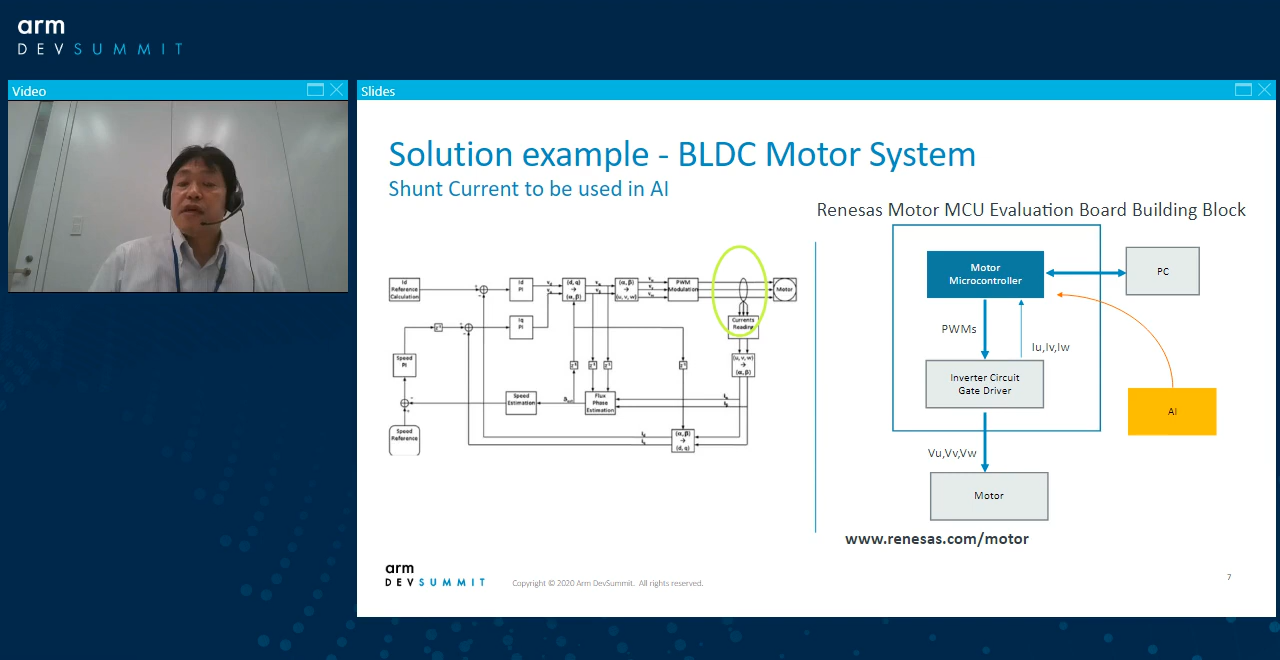 arm
DEVSUMMIT
Video
Slides
Solution example - BLDC Motor System
Shunt Current to be used in AI
Renesas Motor MCU Evaluation Board Building Block
Id
Reference
Calculation
Id
PI
(d, q)
→
(α, β)
(α, β)
→
(u, v, w)
PWM
Modulation
Motor
Iq
PI
Currents
Reading
Speed
PI
(u, v, w)
→
(α, β)
Speed
Estimation
Flux
Phase
Estimation
Speed
Reference
(α, β)
→
(d, q)
Motor
Microcontroller
PC
PWMs
Iu,Iv,Iw
Inverter Circuit
Gate Driver
AI
Vu,Vv,Vw
Motor
www.renesas.com/motor
arm
DEVSUMMIT
Copyright © 2020 Arm DevSummit. All rights reserved.
7